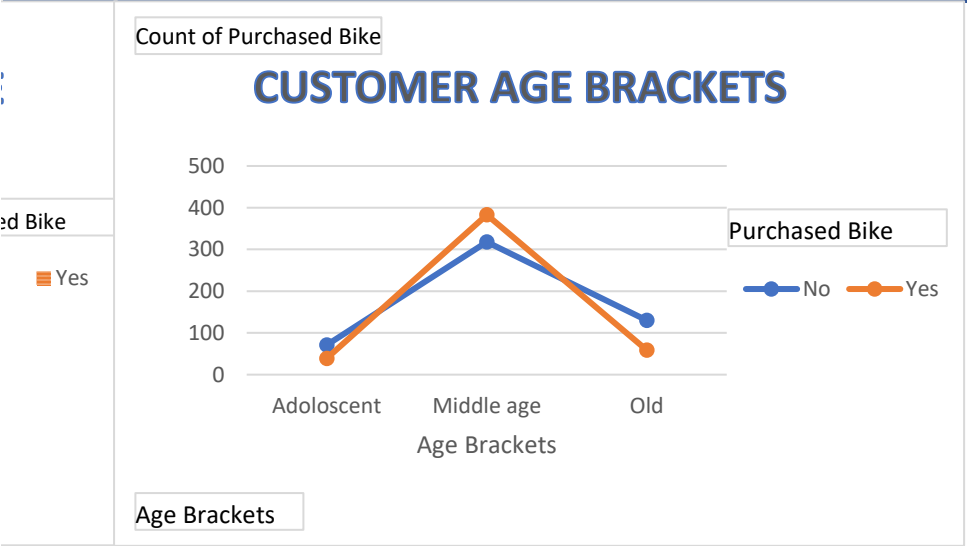 Count of Purchased Bike
CUSTOMER AGE BRACKETS
500
400
300
200
100
0
Adoloscent Middle age Old
Age Brackets
Purchased Bike
No Yes
Age Brackets
ed Bike
Yes